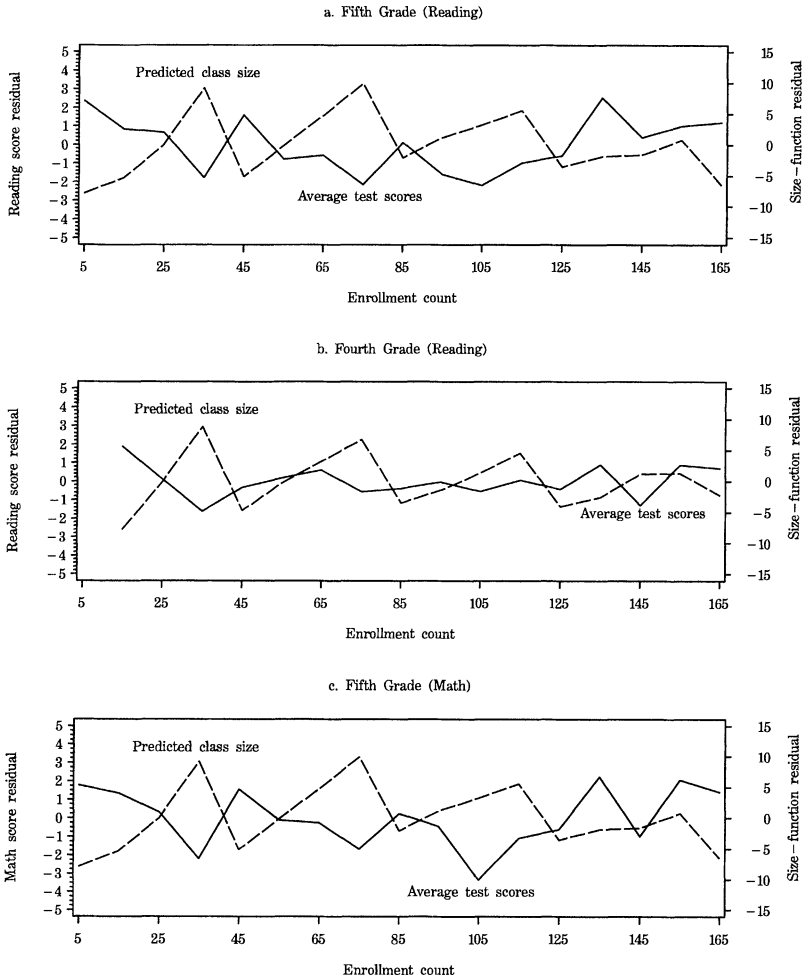 a. Fifth Grade (Reading)
Reading score residual
5
4
3
2
1
0
−1
−2
−3
−4
−5
Predicted class size
Average test scores
15
10
5
0
−5
−10
−15
Size−function residual
5 25 45 65 85 105 125 145 165
Enrollment count
b. Fourth Grade (Reading)
Reading score residual
5
4
3
2
1
0
−1
−2
−3
−4
−5
Predicted class size
Average test scores
15
10
5
0
−5
−10
−15
Size−function residual
5 25 45 65 85 105 125 145 165
Enrollment count
c. Fifth Grade (Math)
Math score residual
5
4
3
2
1
0
−1
−2
−3
−4
−5
Predicted class size
Average test scores
15
10
5
0
−5
−10
−15
Size−function residual
5 25 45 65 85 105 125 145 165
Enrollment count